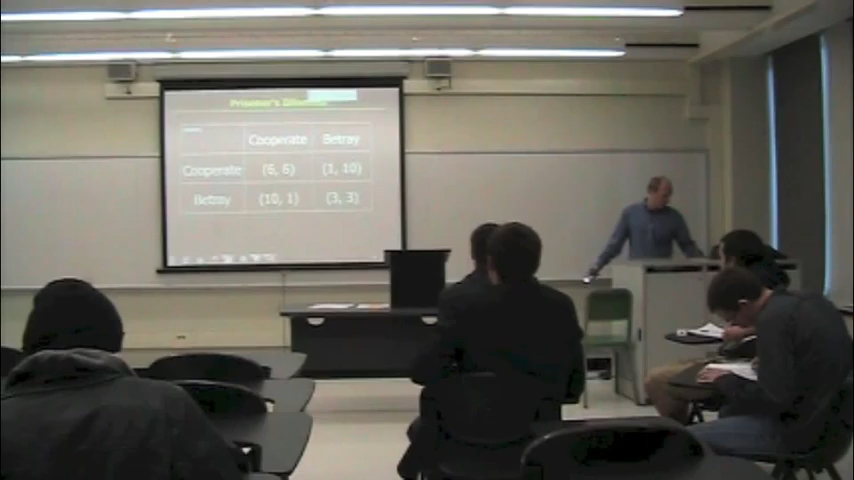 Prisoner's Dilemma
Cooperate Betray
Cooperate (6, 6) (1, 10)
Betray (10, 1) (3, 3)